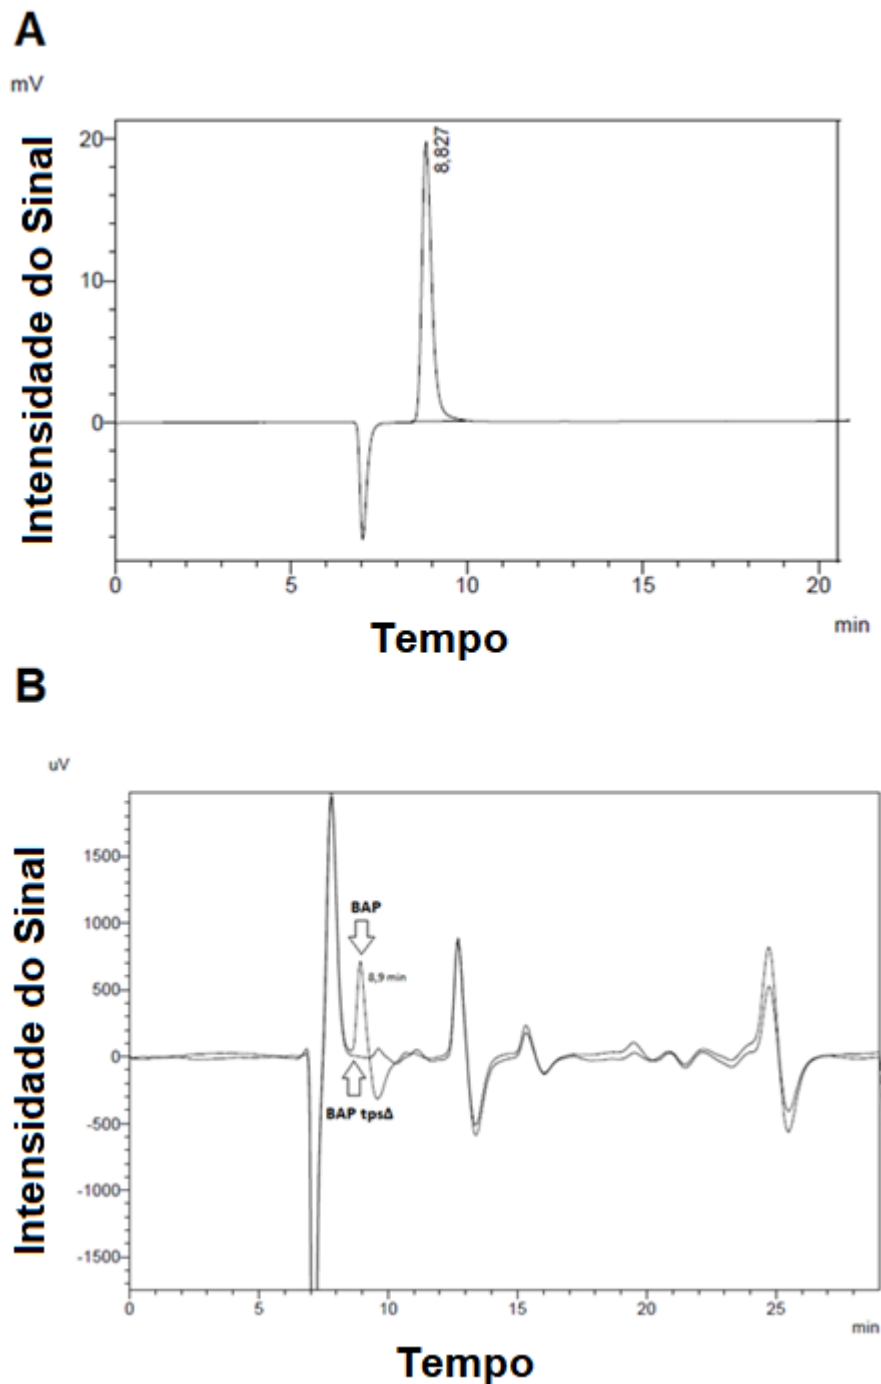 A
mV
Intensidade do Sinal
20
10
0
8,827
0
5
10
15
20
min
Tempo
B
uV
Intensidade do Sinal
1500
1000
500
0
-500
-1000
-1500
BAP
8,9 min
BAP tpsΔ
0
5
10
15
20
25
min
Tempo